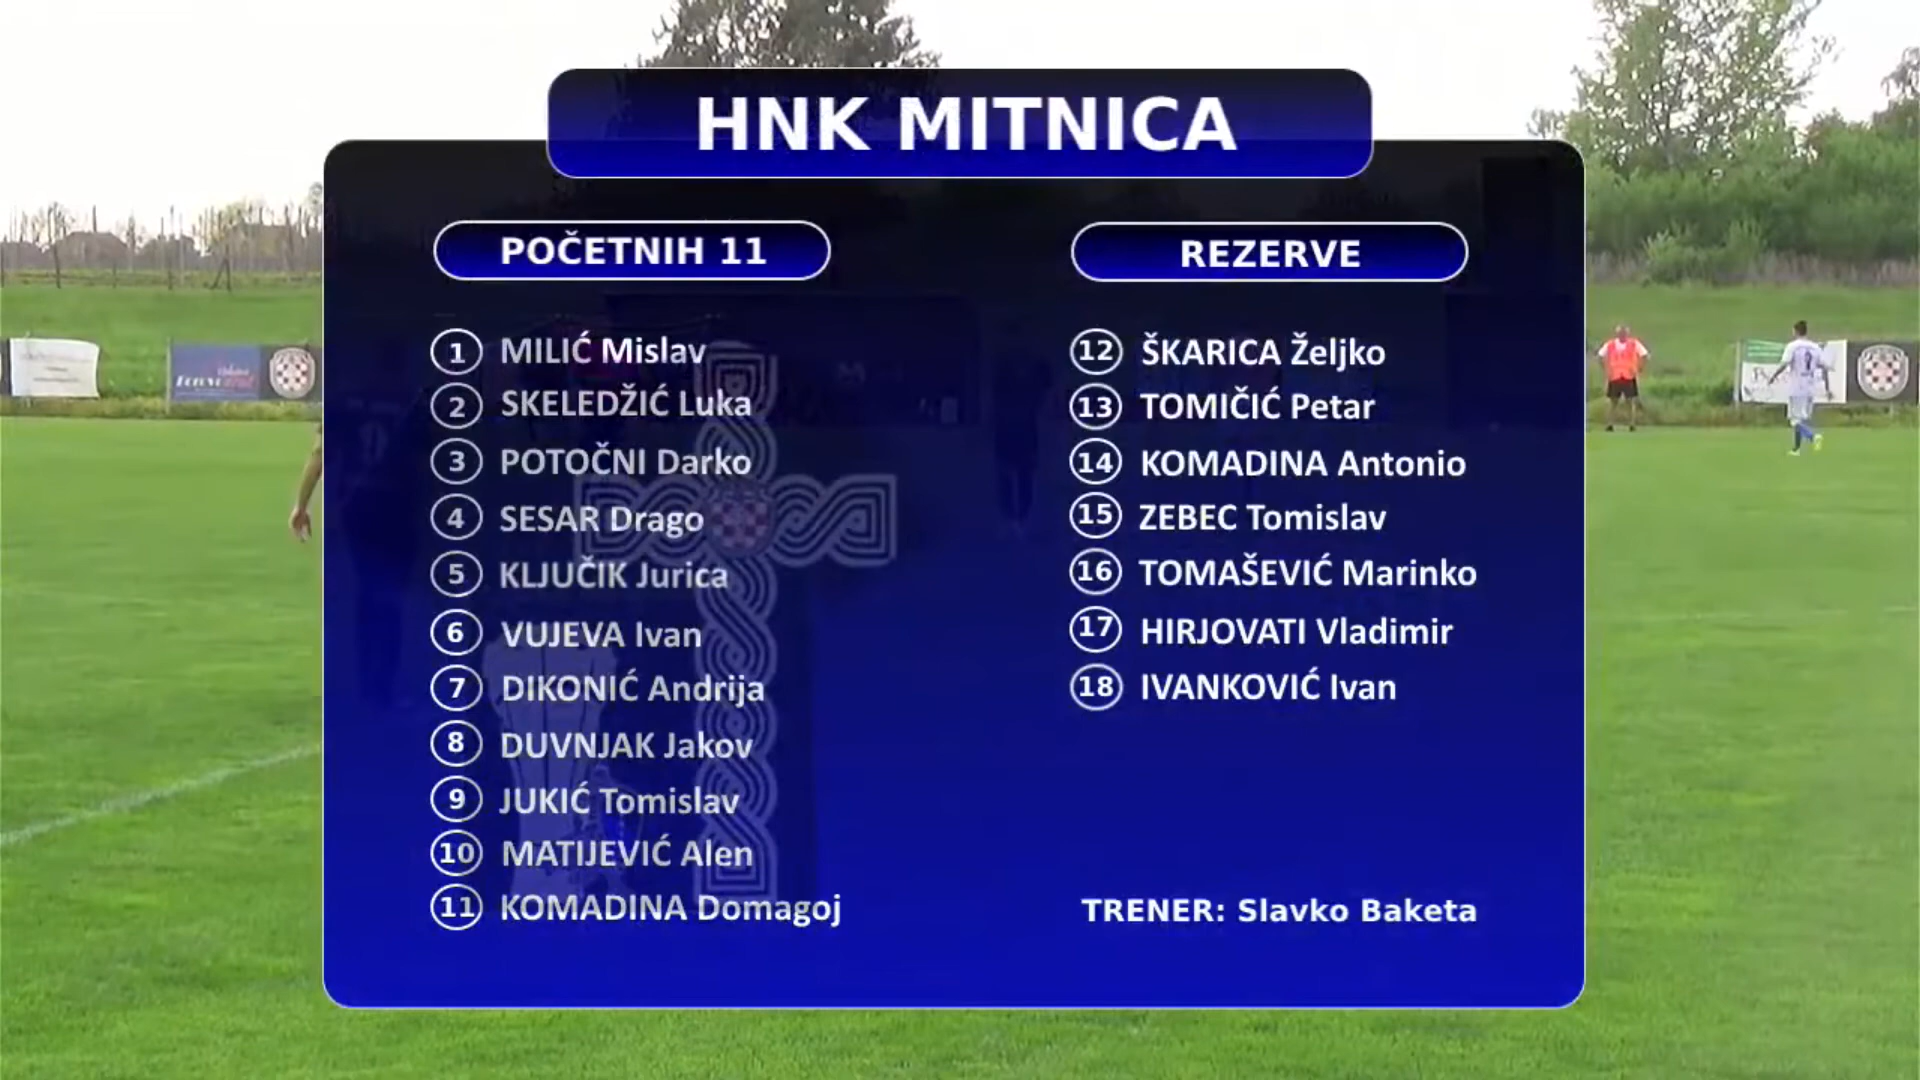 HNK MITNICA
POČETNIH 11
1 MILIĆ Mislav
2 SKELEDŽIĆ Luka
3 POTOČNI Darko
4 SESAR Drago
5 KLJUČIK Jurica
6 VUJEVA Ivan
7 DIKONIĆ Andrija
8 DUVNJAK Jakov
9 JUKIĆ Tomislav
10 MATIJEVIĆ Alen
11 KOMADINA Domagoj
REZERVE
12 ŠKARICA Željko
13 TOMIČIĆ Petar
14 KOMADINA Antonio
15 ZEBEC Tomislav
16 TOMAŠEVIĆ Marinko
17 HIRJOVATI Vladimir
18 IVANKOVIĆ Ivan
TRENER: Slavko Baketa